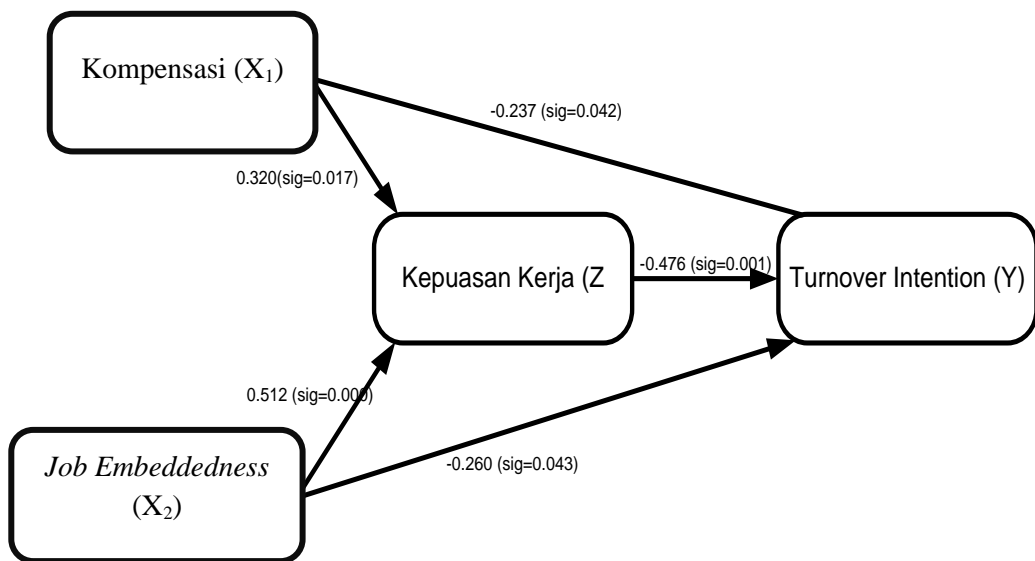 Kompensasi (X₁)
-0.237 (sig=0.042)
0.320(sig=0.017)
Kepuasan Kerja (Z
-0.476 (sig=0.001)
Turnover Intention (Y)
0.512 (sig=0.000)
Job Embeddedness
(X₂)
-0.260 (sig=0.043)